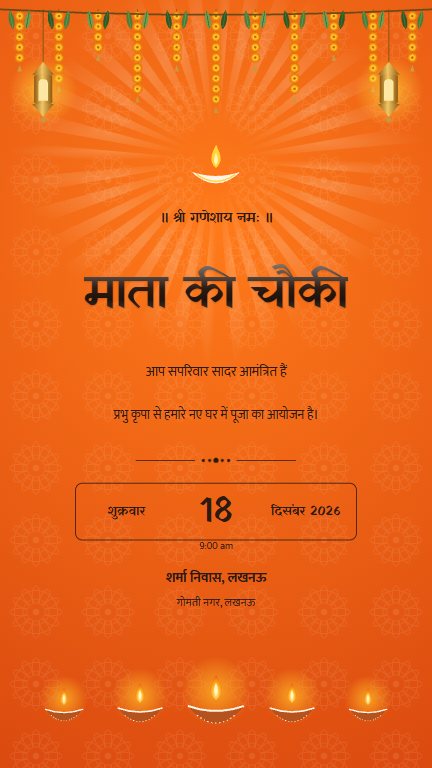 ॥ श्री गणेशाय नमः ॥
माता की चौकी
आप सपरिवार सादर आमंत्रित हैं
प्रभु कृपा से हमारे नए घर में पूजा का आयोजन है।
शुक्रवार 18 दिसंबर 2026
9:00 am
शर्मा निवास, लखनऊ
गोमती नगर, लखनऊ